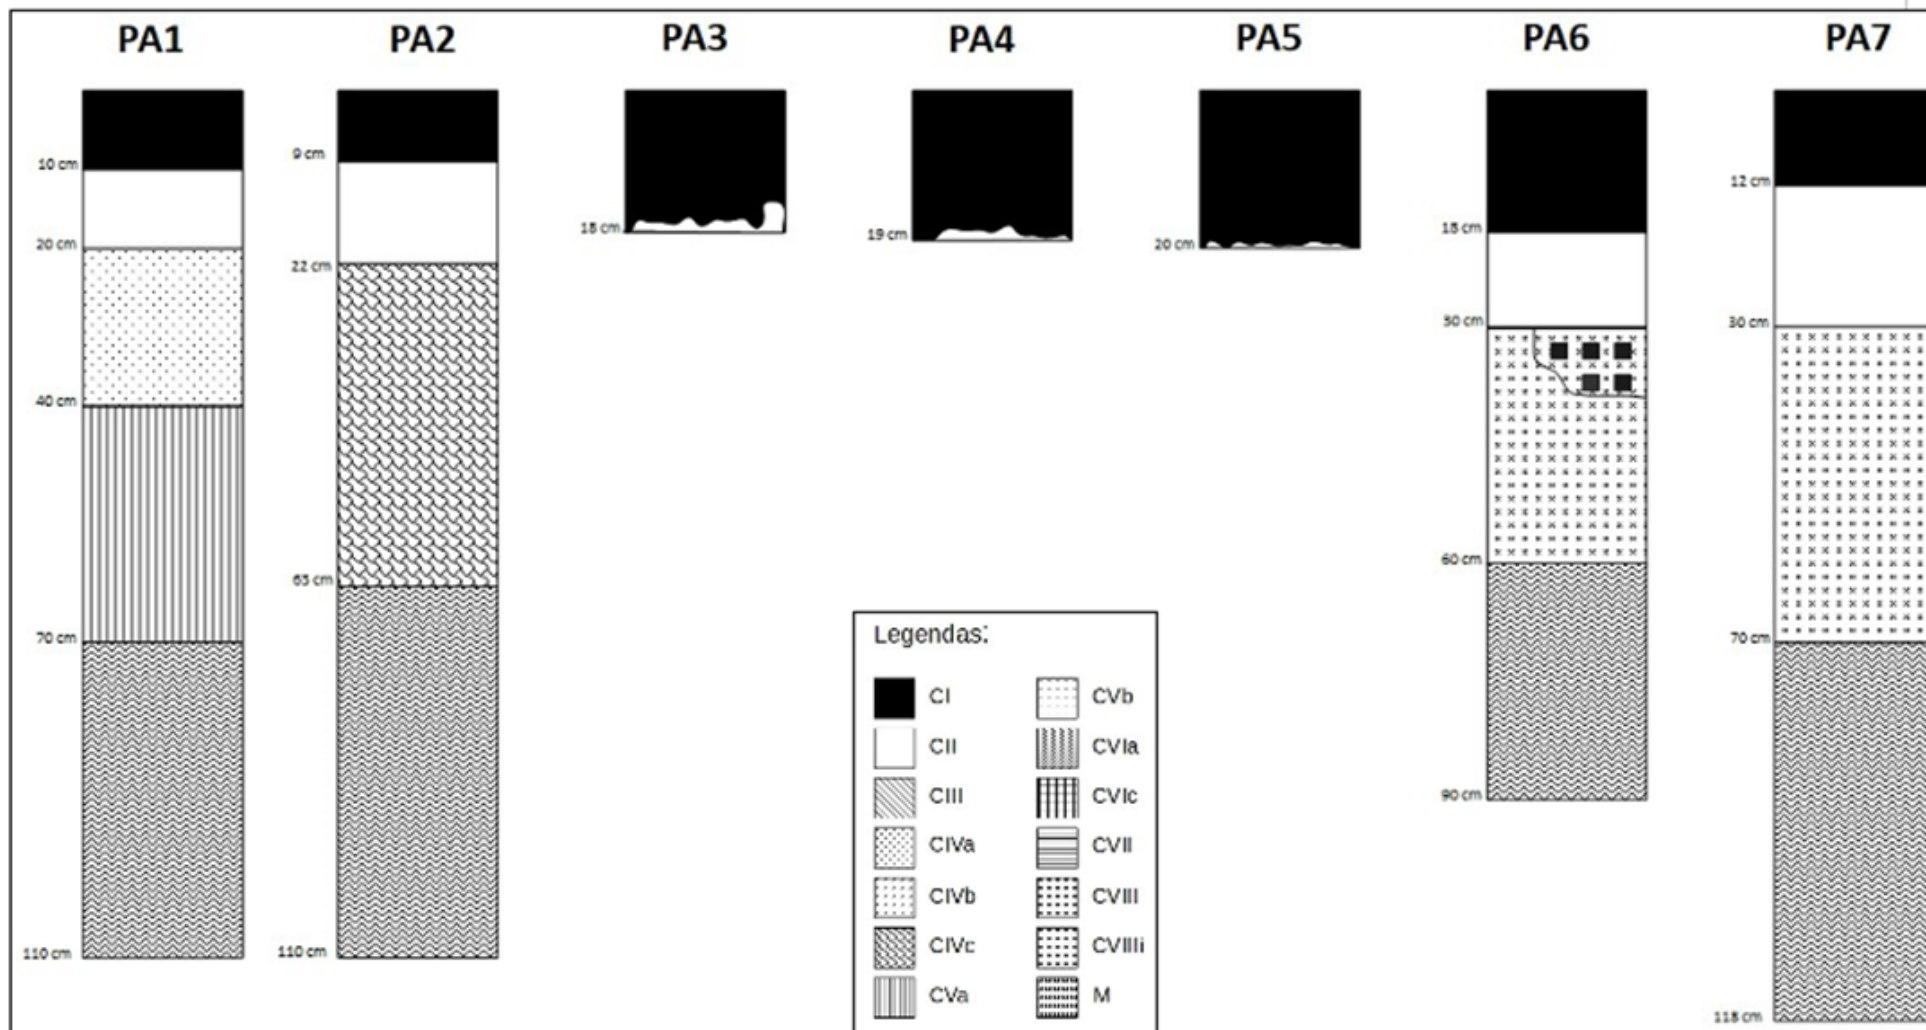 PA1 PA2 PA3 PA4 PA5 PA6 PA7
10 cm
20 cm
40 cm
70 cm
110 cm
9 cm
22 cm
63 cm
110 cm
18 cm
19 cm
20 cm
18 cm
30 cm
60 cm
90 cm
12 cm
30 cm
70 cm
118 cm
Legendas:
CI
CII
CIII
CIVa
CIVb
CIVc
CVa
CVb
CVIa
CVIc
CVII
CVIII
CVIIIi
M